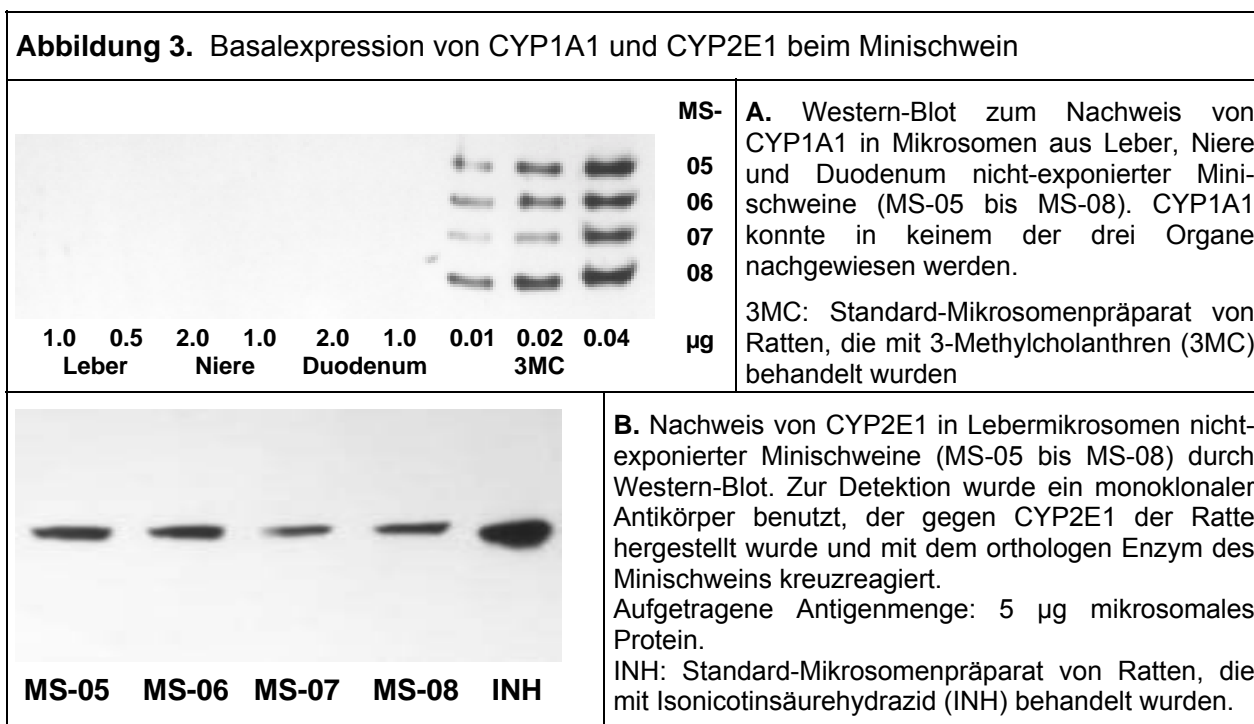 Abbildung 3. Basalexpression von CYP1A1 und CYP2E1 beim Minischwein
MS-
05
06
07
08
1.0 0.5 2.0 1.0 2.0 1.0 0.01 0.02 0.04 µg
Leber Niere Duodenum 3MC
A. Western-Blot zum Nachweis von
CYP1A1 in Mikrosomen aus Leber, Niere
und Duodenum nicht-exponierter Mini-
schweine (MS-05 bis MS-08). CYP1A1
konnte in keinem der drei Organe
nachgewiesen werden.
3MC: Standard-Mikrosomenpräparat von
Ratten, die mit 3-Methylcholanthren (3MC)
behandelt wurden
MS-05 MS-06 MS-07 MS-08 INH
B. Nachweis von CYP2E1 in Lebermikrosomen nicht-
exponierter Minischweine (MS-05 bis MS-08) durch
Western-Blot. Zur Detektion wurde ein monoklonaler
Antikörper benutzt, der gegen CYP2E1 der Ratte
hergestellt wurde und mit dem orthologen Enzym des
Minischweins kreuzreagiert.
Aufgetragene Antigenmenge: 5 µg mikrosomales
Protein.
INH: Standard-Mikrosomenpräparat von Ratten, die
mit Isonicotinsäurehydrazid (INH) behandelt wurden.